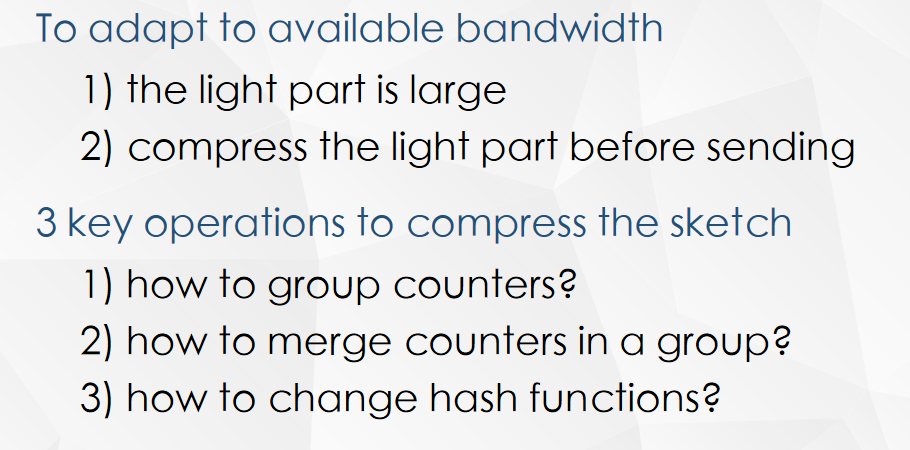 To adapt to available bandwidth
1) the light part is large
2) compress the light part before sending
3 key operations to compress the sketch
1) how to group counters?
2) how to merge counters in a group?
3) how to change hash functions?